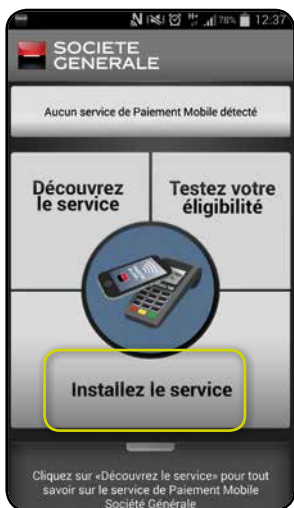 78% 12:37
SOCIETE
GENERALE
Aucun service de Paiement Mobile détecté
Découvrez
le service
Testez votre
éligibilité
Installez le service
Cliquez sur «Découvrez le service» pour tout
savoir sur le service de Paiement Mobile
Société Générale